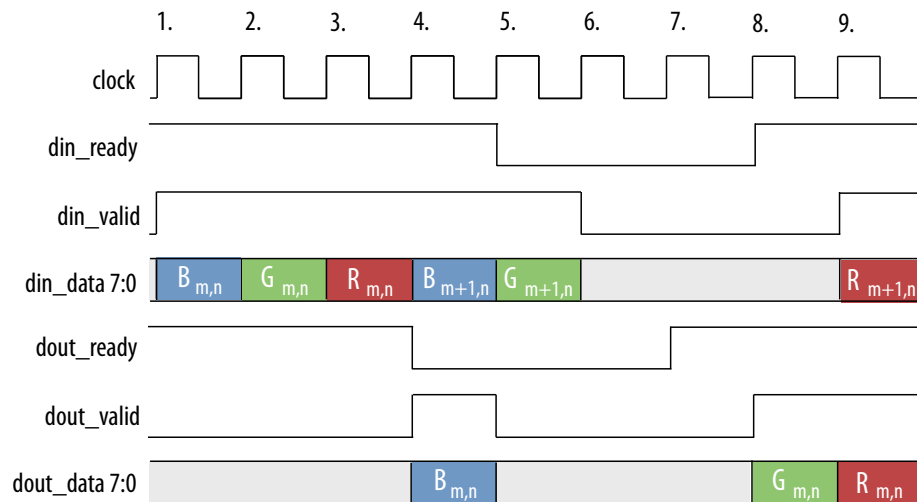 1. 2. 3. 4. 5. 6. 7. 8. 9.
clock
din_ready
din_valid
din_data 7:0 B m,n G m,n R m,n B m+1,n G m+1,n R m+1,n
dout_ready
dout_valid
dout_data 7:0 B m,n G m,n R m,n